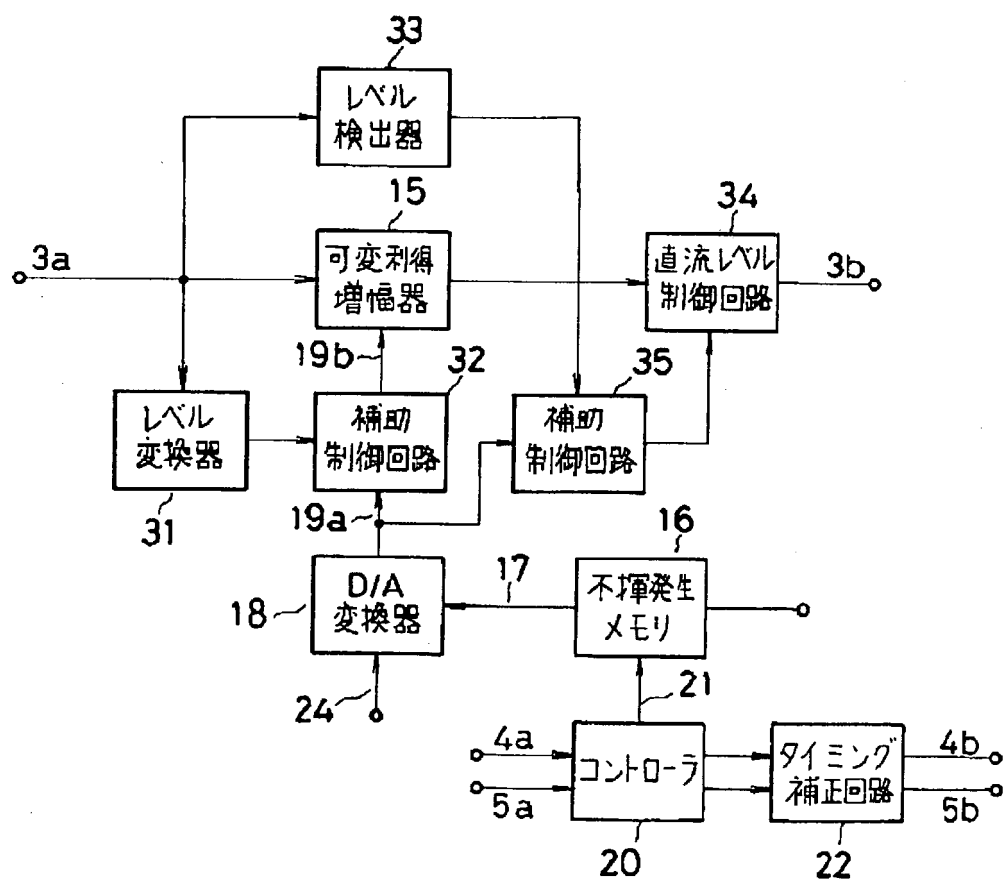 33
レベル
検出器
15
34
3a
可変利得
増幅器
直流レベル
制御回路
3b
19b
32
35
レベル
変換器
補助
制御回路
補助
制御回路
31
19a
16
D/A
変換器
18
17
不揮発生
メモリ
24
21
4a
5a
コントローラ
タイミング
補正回路
4b
5b
20
22